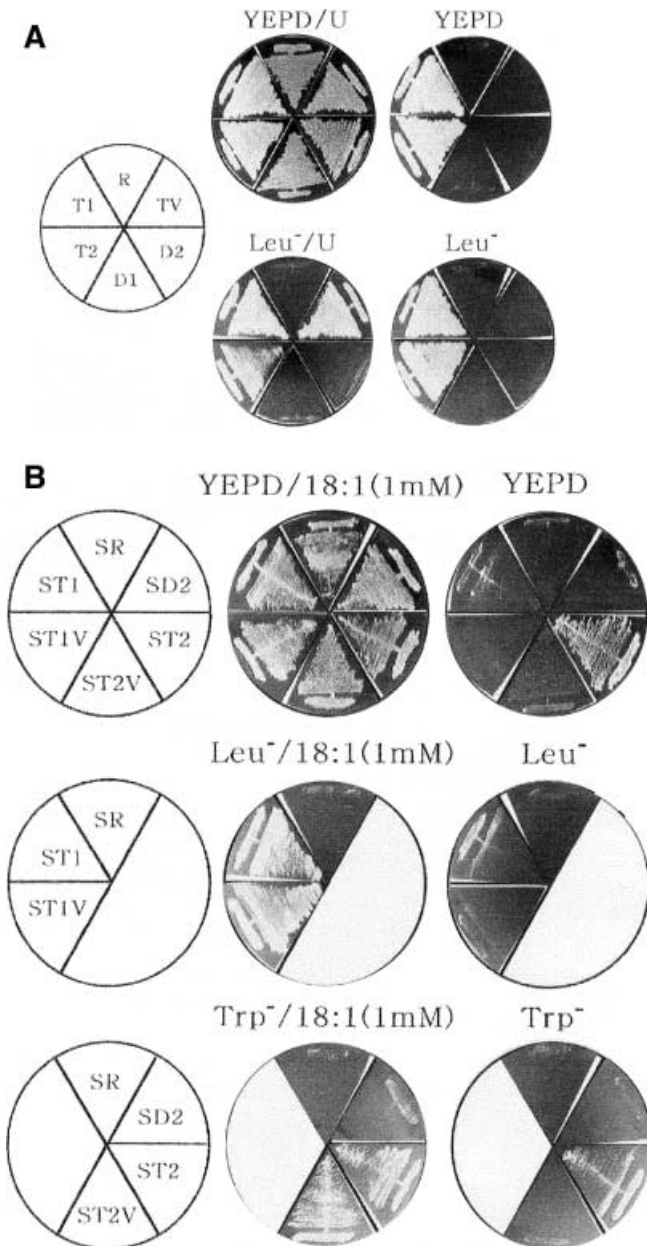 A
YEPD/U YEPD
R
T1 TV
T2 D2
D1
Leu⁻/U Leu⁻
B
YEPD/18:1(1mM) YEPD
SR
ST1 SD2
ST1V ST2
ST2V
Leu⁻/18:1(1mM) Leu⁻
SR
ST1
ST1V
Trp⁻/18:1(1mM) Trp⁻
SR
SD2
ST2
ST2V